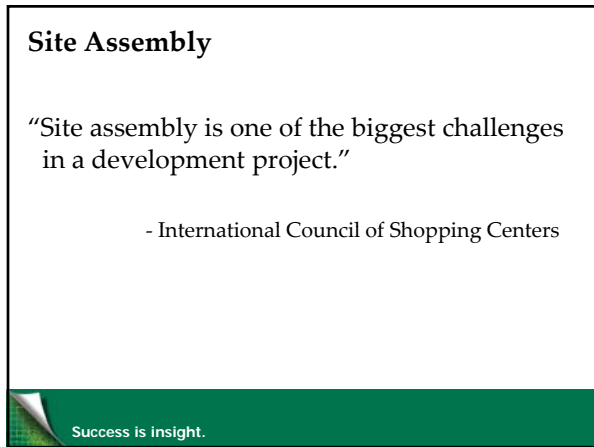 Site Assembly
“Site assembly is one of the biggest challenges
in a development project.”
- International Council of Shopping Centers
Success is insight.